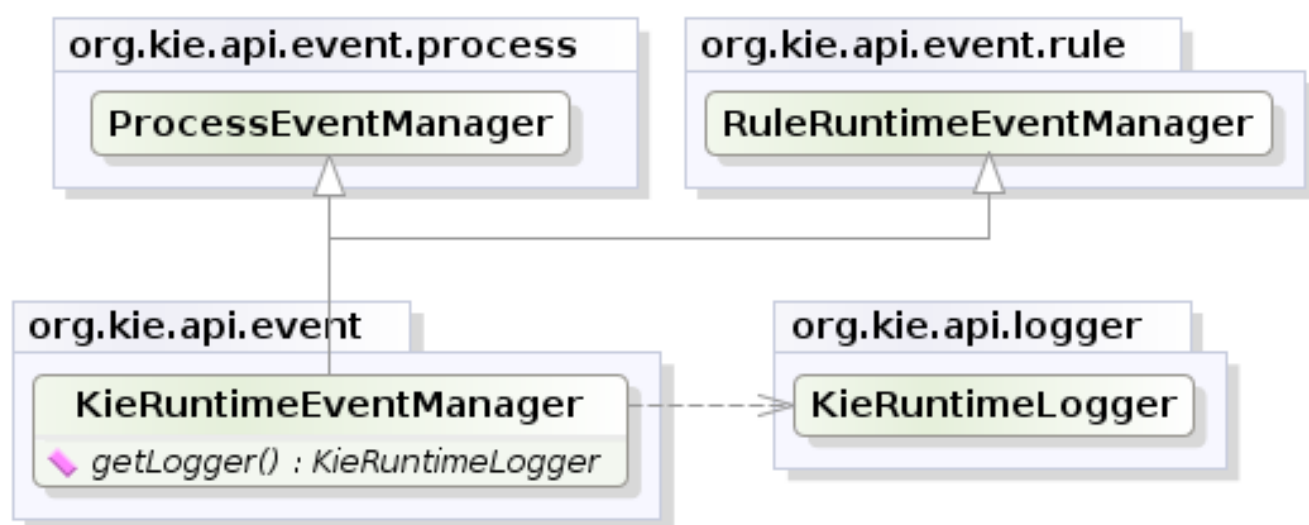 org.kie.api.event.process
ProcessEventManager
org.kie.api.event.rule
RuleRuntimeEventManager
org.kie.api.event
KieRuntimeEventManager
getLogger() : KieRuntimeLogger
org.kie.api.logger
KieRuntimeLogger